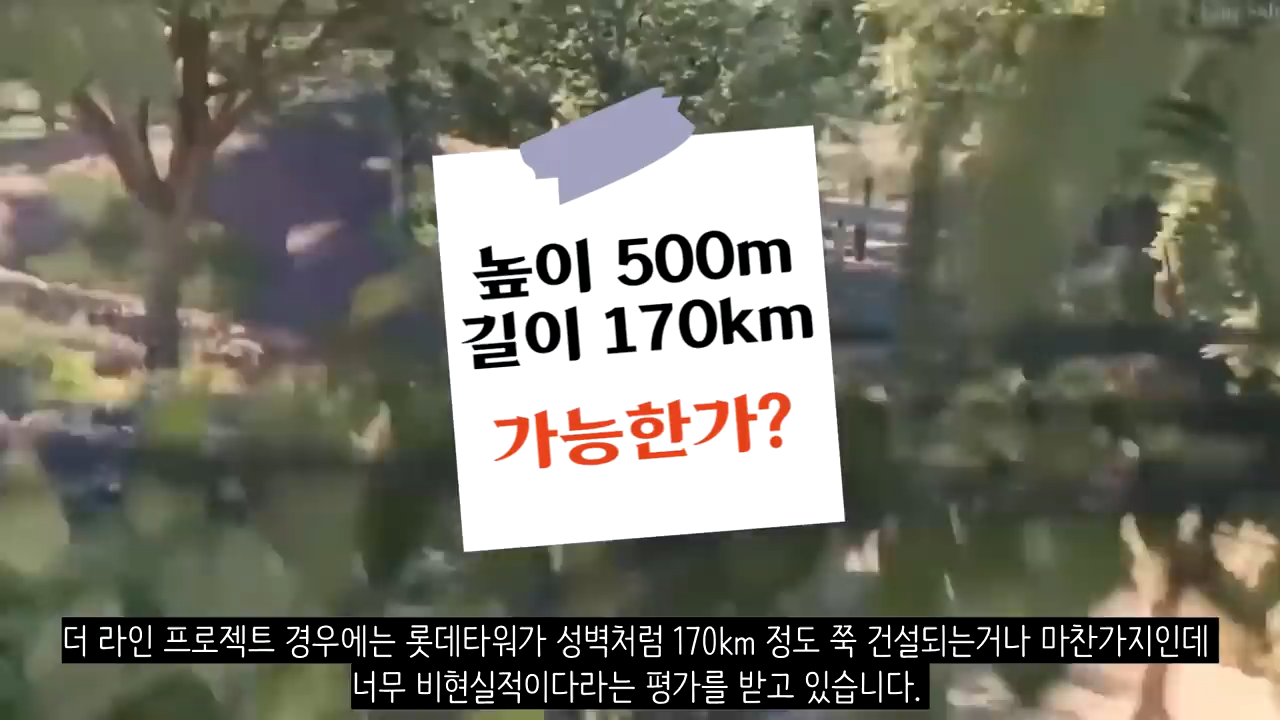 높이 500m
길이 170km
가능한가?
더 라인 프로젝트 경우에는 롯데타워가 성벽처럼 170km 정도 쭉 건설되는거나 마찬가지인데
너무 비현실적이다라는 평가를 받고 있습니다.